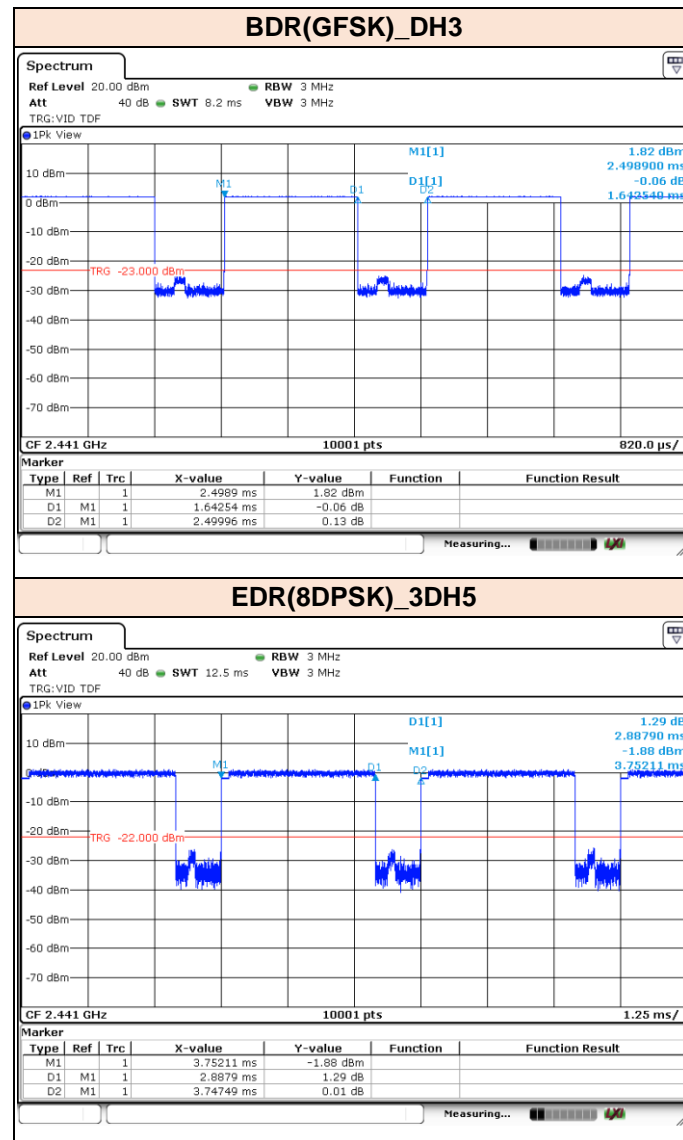 BDR(GFSK)_DH3
Spectrum
Ref Level 20.00 dBm RBW 3 MHz
Att 40 dB SWT 8.2 ms VBW 3 MHz
TRG:VID TDF
1Pk View
M1[1] 1.82 dBm
2.498900 ms
D1[1] -0.06 dB
1.642540 ms
10 dBm
M1
D1
D2
0 dBm
-10 dBm
-20 dBm
TRG -23.000 dBm
-30 dBm
-40 dBm
-50 dBm
-60 dBm
-70 dBm
CF 2.441 GHz 10001 pts 820.0 µs/
Marker
Type Ref Trc X-value Y-value Function Function Result
M1 1 2.4989 ms 1.82 dBm
D1 M1 1 1.64254 ms -0.06 dB
D2 M1 1 2.49996 ms 0.13 dB
Measuring...
EDR(8DPSK)_3DH5
Spectrum
Ref Level 20.00 dBm RBW 3 MHz
Att 40 dB SWT 12.5 ms VBW 3 MHz
TRG:VID TDF
1Pk View
D1[1] 1.29 dB
2.88790 ms
M1[1] -1.88 dBm
3.75211 ms
10 dBm
M1
D1
D2
-10 dBm
-20 dBm
TRG -22.000 dBm
-30 dBm
-40 dBm
-50 dBm
-60 dBm
-70 dBm
CF 2.441 GHz 10001 pts 1.25 ms/
Marker
Type Ref Trc X-value Y-value Function Function Result
M1 1 3.75211 ms -1.88 dBm
D1 M1 1 2.8879 ms 1.29 dB
D2 M1 1 3.74749 ms 0.01 dB
Measuring...